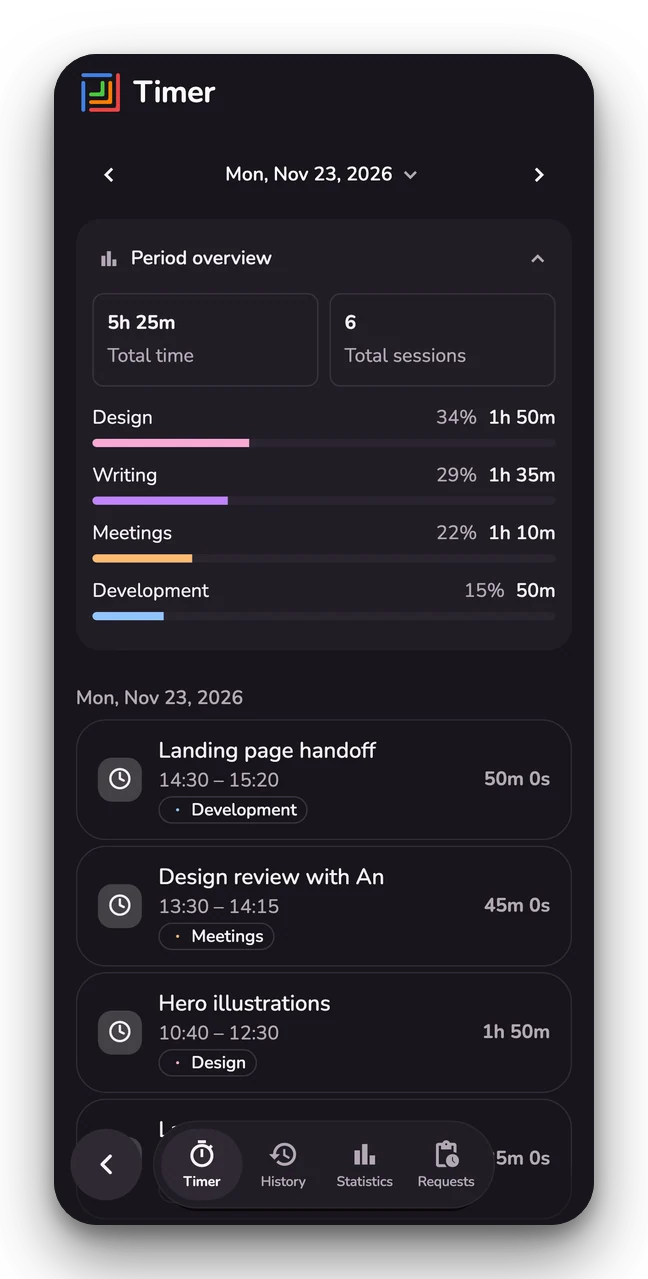 Timer
Mon, Nov 23, 2026
Period overview
5h 25m
Total time
6
Total sessions
Design 34% 1h 50m
Writing 29% 1h 35m
Meetings 22% 1h 10m
Development 15% 50m
Mon, Nov 23, 2026
Landing page handoff
14:30 – 15:20
Development
50m 0s
Design review with An
13:30 – 14:15
Meetings
45m 0s
Hero illustrations
10:40 – 12:30
Design
1h 50m
5m 0s
Timer
History
Statistics
Requests